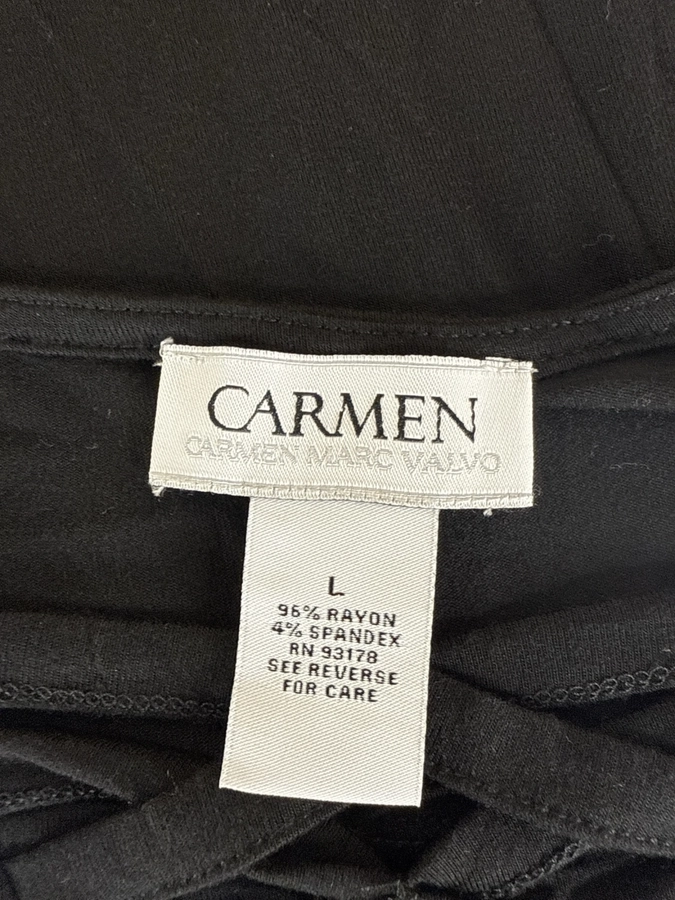 CARMEN
CARMEN MARC VALVO
L
96% RAYON
4% SPANDEX
RN 93178
SEE REVERSE
FOR CARE